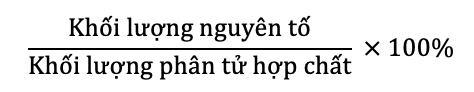 Khối lượng nguyên tố
Khối lượng phân tử hợp chất × 100%